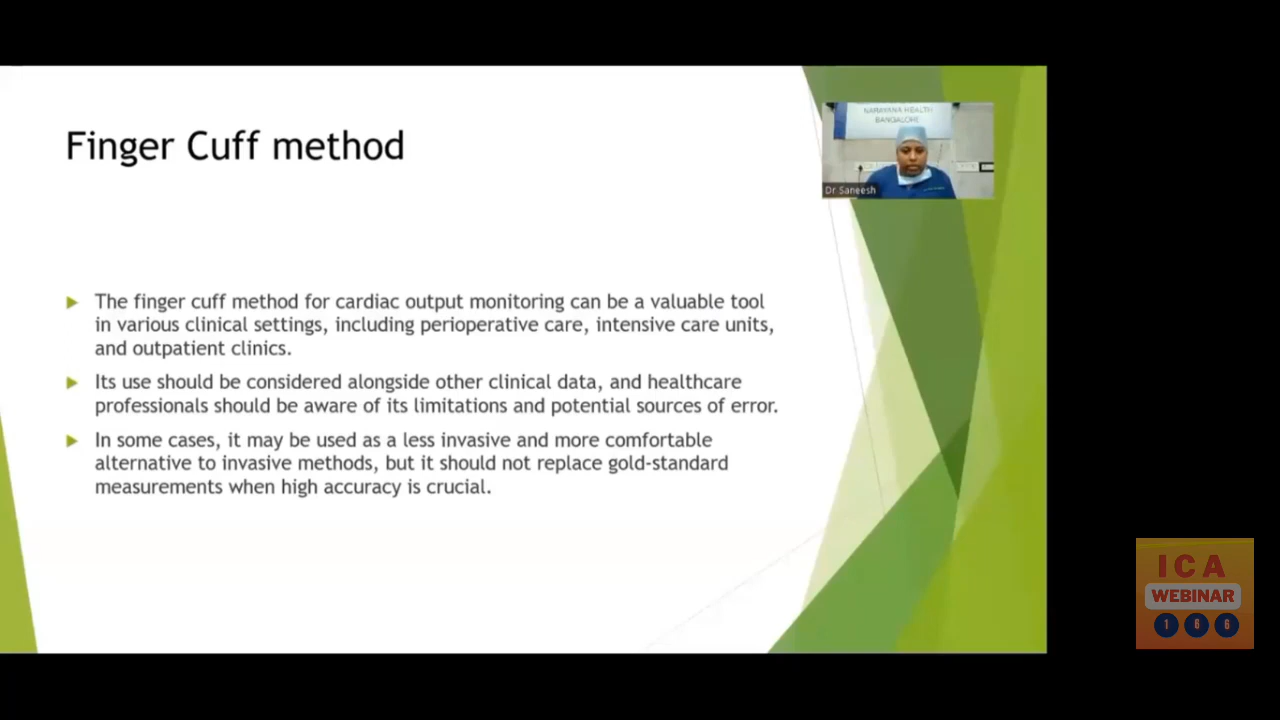 Finger Cuff method
NARAYANA HEALTH
BANGALORE
Dr Saneesh
The finger cuff method for cardiac output monitoring can be a valuable tool
in various clinical settings, including perioperative care, intensive care units,
and outpatient clinics.
Its use should be considered alongside other clinical data, and healthcare
professionals should be aware of its limitations and potential sources of error.
In some cases, it may be used as a less invasive and more comfortable
alternative to invasive methods, but it should not replace gold-standard
measurements when high accuracy is crucial.
ICA
WEBINAR
166